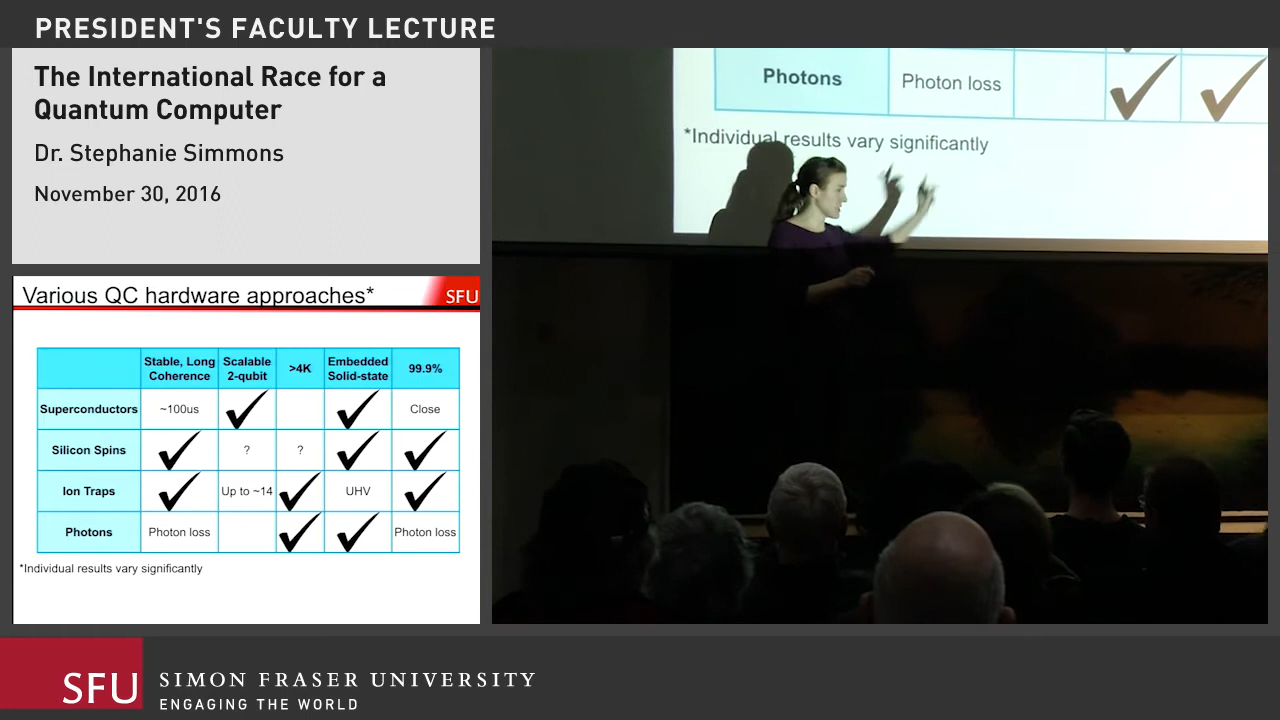 PRESIDENT'S FACULTY LECTURE
The International Race for a
Quantum Computer
Dr. Stephanie Simmons
November 30, 2016
Various QC hardware approaches*
SFU
Stable, Long Coherence
Scalable 2-qubit
>4K
Embedded Solid-state
99.9%
Superconductors ~100us Close
Silicon Spins ? ?
Ion Traps Up to ~14 UHV
Photons Photon loss Photon loss
*Individual results vary significantly
Photons Photon loss
*Individual results vary significantly
SFU
SIMON FRASER UNIVERSITY
ENGAGING THE WORLD